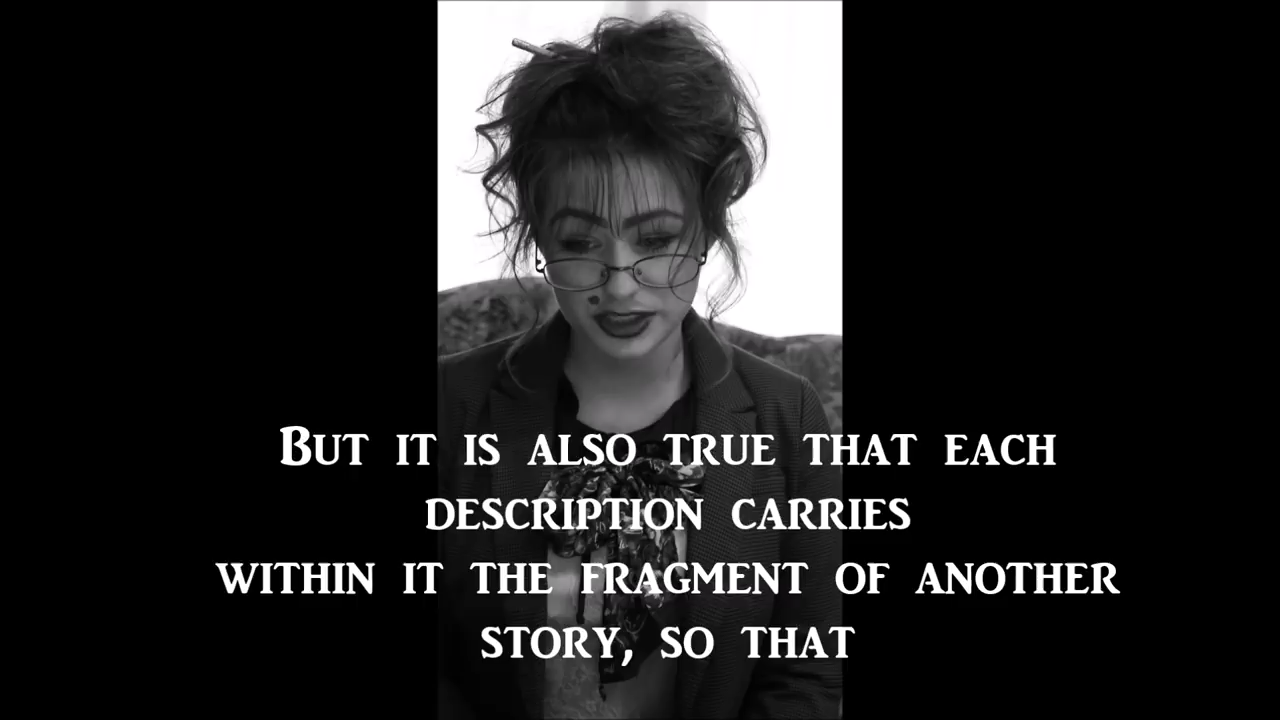 But it is also true that each
description carries
within it the fragment of another
story, so that